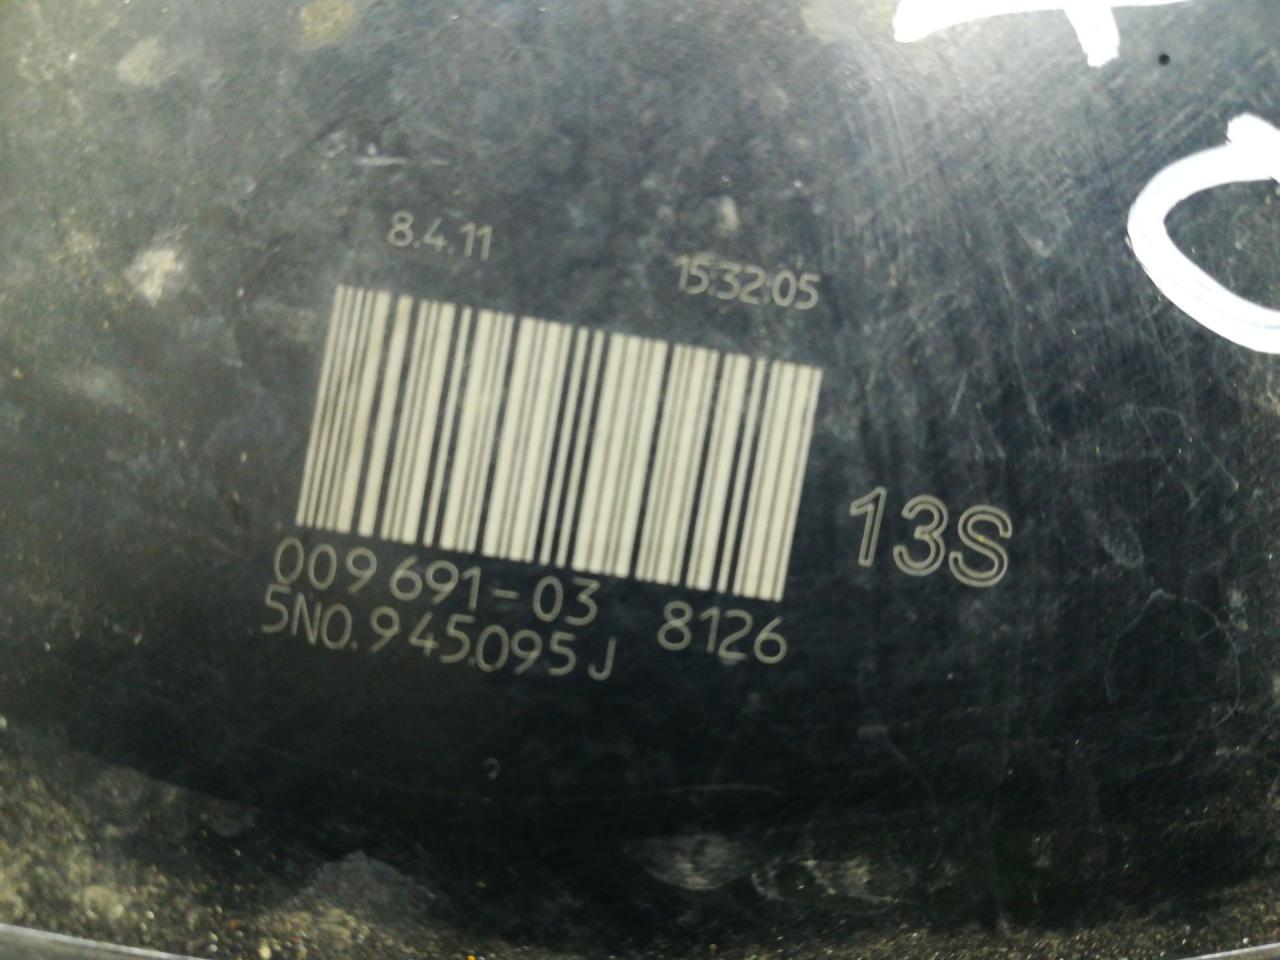 8.4.11 15:32:05
13S
009 691-03 8126
5N0.945.095 J